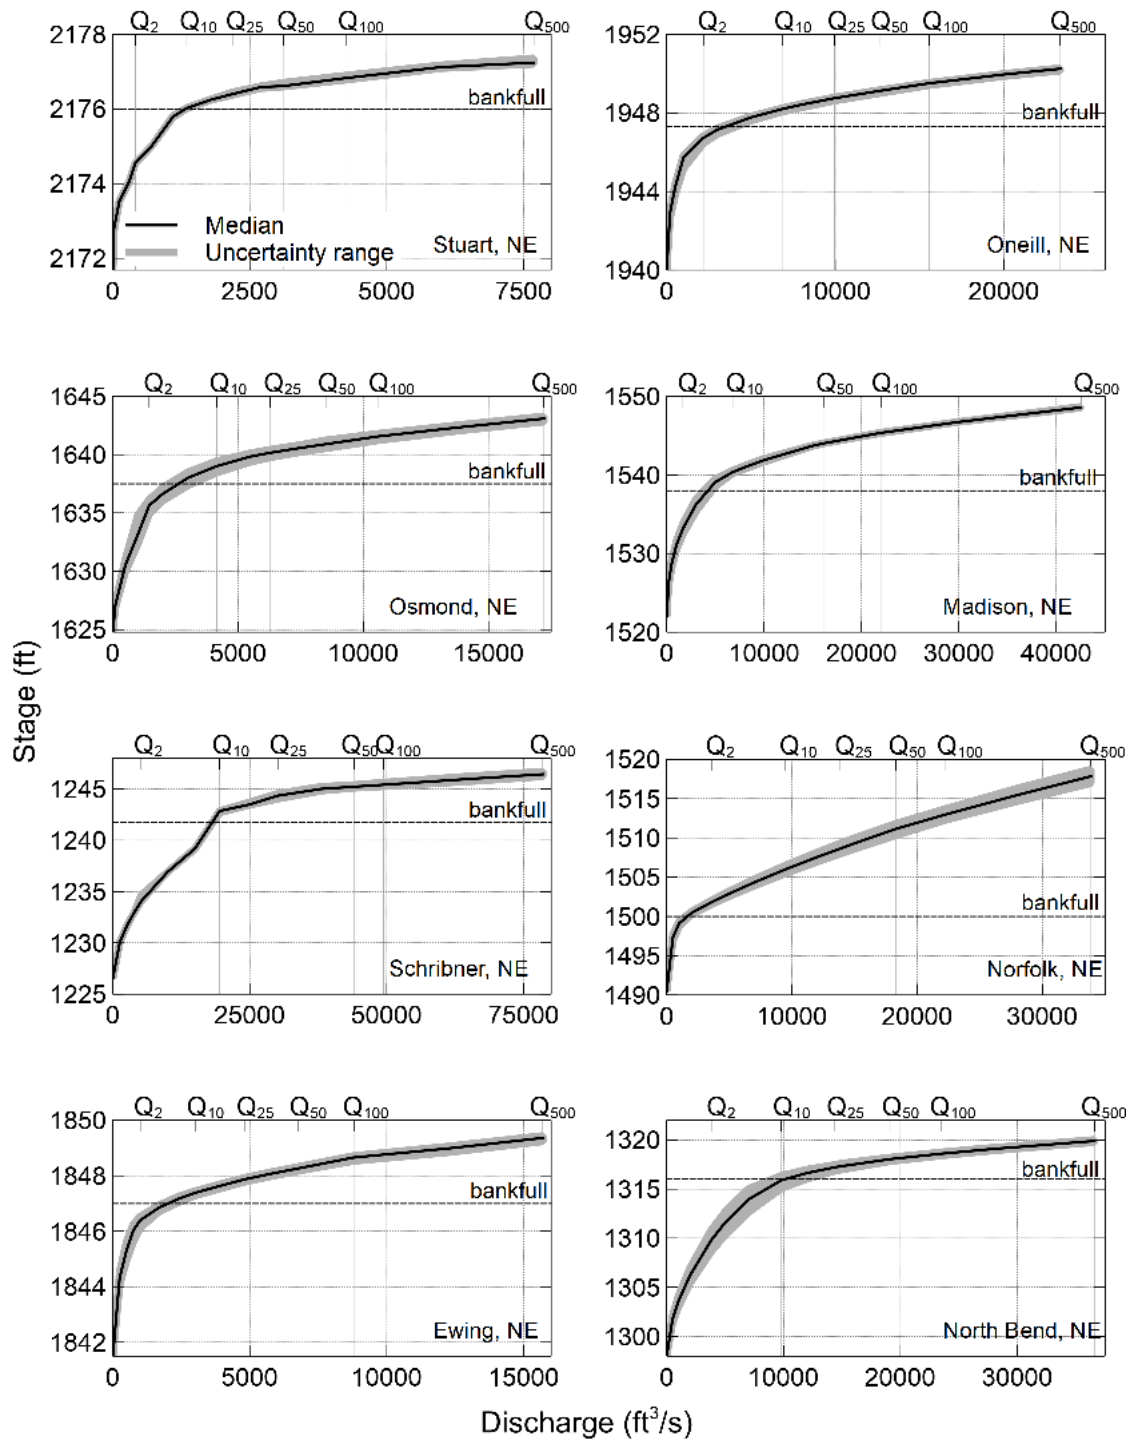 Q2 Q10 Q25 Q50 Q100 Q500
2178
2176
2174
2172
bankfull
Median
Uncertainty range
Stuart, NE
0 2500 5000 7500
Q2 Q10 Q25 Q50 Q100 Q500
1952
1948
1944
1940
bankfull
Oneill, NE
0 10000 20000
Q2 Q10 Q25 Q50 Q100 Q500
1645
1640
1635
1630
1625
bankfull
Osmond, NE
0 5000 10000 15000
Q2 Q10 Q50 Q100 Q500
1550
1540
1530
1520
bankfull
Madison, NE
0 10000 20000 30000 40000
Stage (ft)
Q2 Q10 Q25 Q50 Q100 Q500
1245
1240
1235
1230
1225
bankfull
Schribner, NE
0 25000 50000 75000
Q2 Q10 Q25 Q50 Q100 Q500
1520
1515
1510
1505
1500
1495
1490
bankfull
Norfolk, NE
0 10000 20000 30000
Q2 Q10 Q25 Q50 Q100 Q500
1850
1848
1846
1844
1842
bankfull
Ewing, NE
0 5000 10000 15000
Q2 Q10 Q25 Q50 Q100 Q500
1320
1315
1310
1305
1300
bankfull
North Bend, NE
0 10000 20000 30000
Discharge (ft³/s)